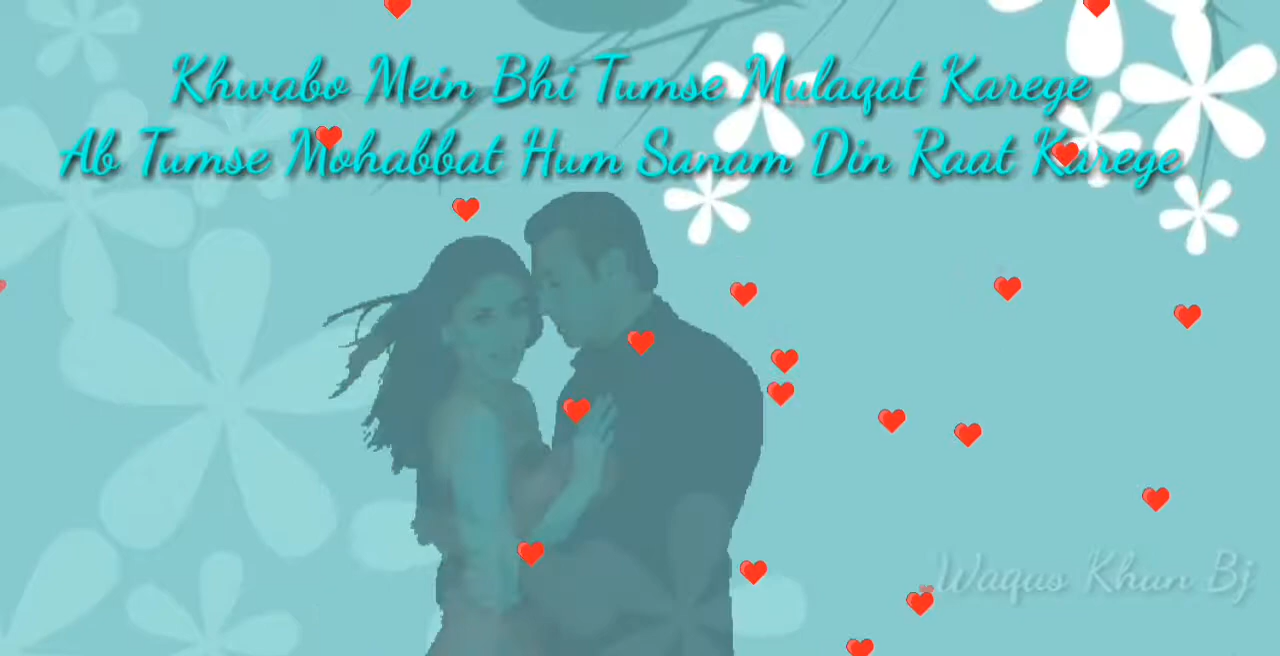 Khwabo Mein Bhi Tumse Mulaqat Karege
Ab Tumse Mohabbat Hum Sanam Din Raat Karege
Waqas Khan Bj